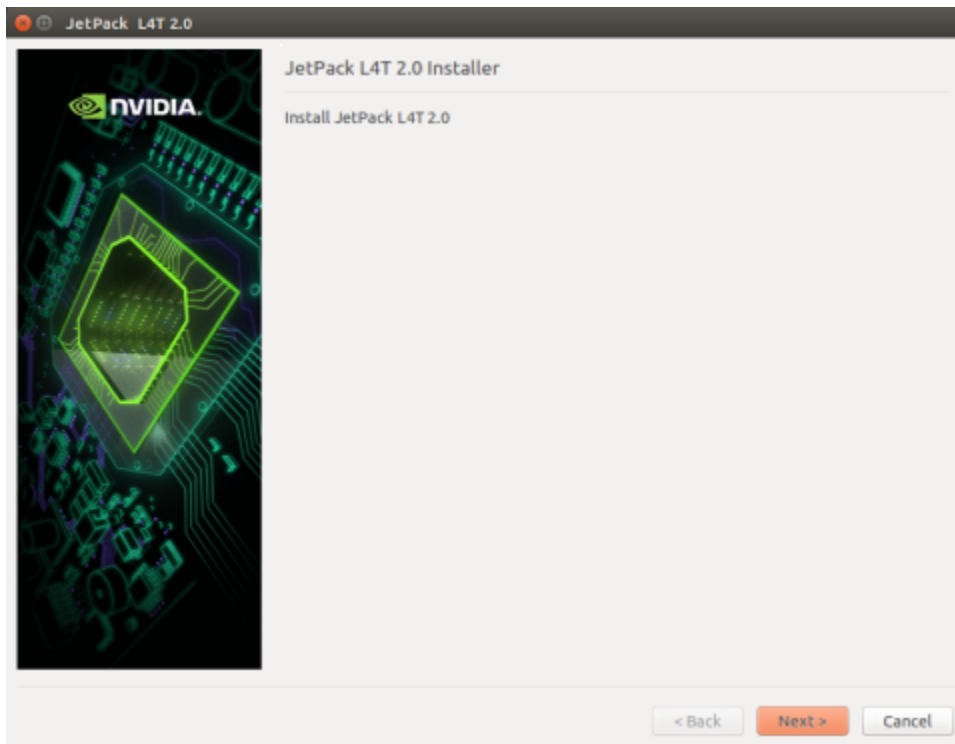 JetPack L4T 2.0
NVIDIA.
JetPack L4T 2.0 Installer
Install JetPack L4T 2.0
< Back
Next >
Cancel